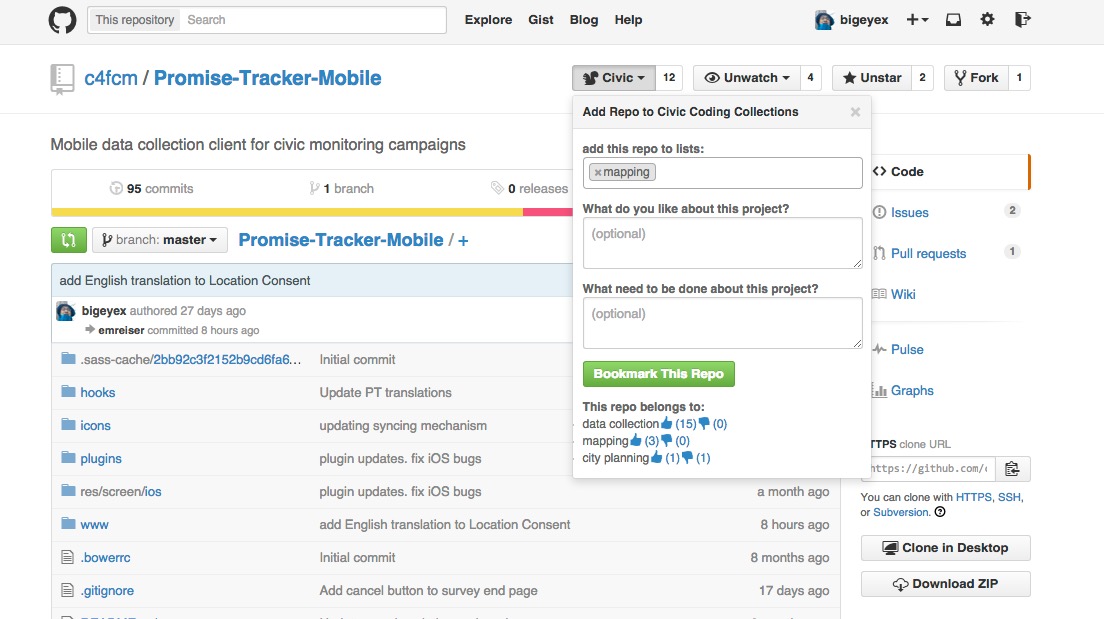 This repository Search Explore Gist Blog Help bigeyex
c4fcm / Promise-Tracker-Mobile Civic 12 Unwatch 4 Unstar 2 Fork 1
Mobile data collection client for civic monitoring campaigns
95 commits 1 branch 0 releases
branch: master Promise-Tracker-Mobile / +
add English translation to Location Consent
bigeyex authored 27 days ago
emreiser committed 8 hours ago
.sass-cache/2bb92c3f2152b9cd6fa6... Initial commit
hooks Update PT translations
icons updating syncing mechanism
plugins plugin updates. fix iOS bugs
res/screen/ios plugin updates. fix iOS bugs a month ago
www add English translation to Location Consent 8 hours ago
.bowerrc Initial commit 8 months ago
.gitignore Add cancel button to survey end page 17 days ago
Add Repo to Civic Coding Collections ×
add this repo to lists:
×mapping
What do you like about this project?
(optional)
What need to be done about this project?
(optional)
Bookmark This Repo
This repo belongs to:
data collection (15) (0)
mapping (3) (0)
city planning (1) (1)
<> Code
Issues 2
Pull requests 1
Wiki
Pulse
Graphs
TTPS clone URL
https://github.com/
You can clone with HTTPS, SSH,
or Subversion.
Clone in Desktop
Download ZIP